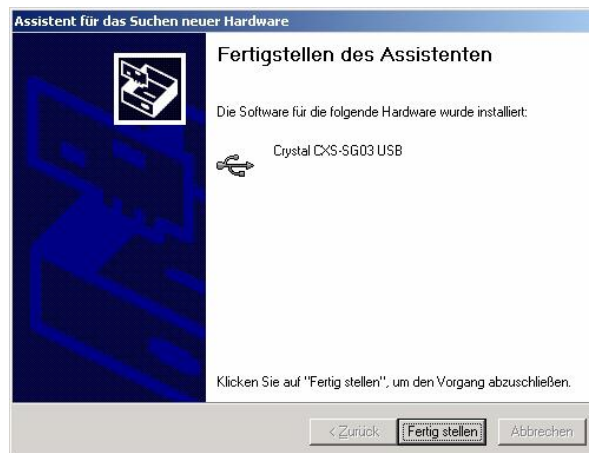 Assistent für das Suchen neuer Hardware
Fertigstellen des Assistenten
Die Software für die folgende Hardware wurde installiert:
Crystal CXS-SG03 USB
Klicken Sie auf "Fertig stellen", um den Vorgang abzuschließen.
< Zurück Fertig stellen Abbrechen